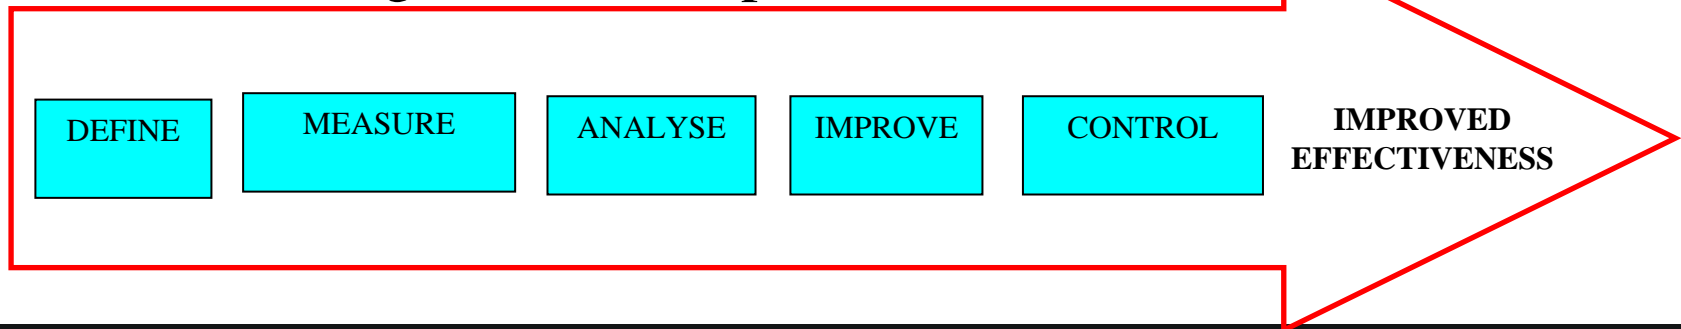 DEFINE
MEASURE
ANALYSE
IMPROVE
CONTROL
IMPROVED
EFFECTIVENESS